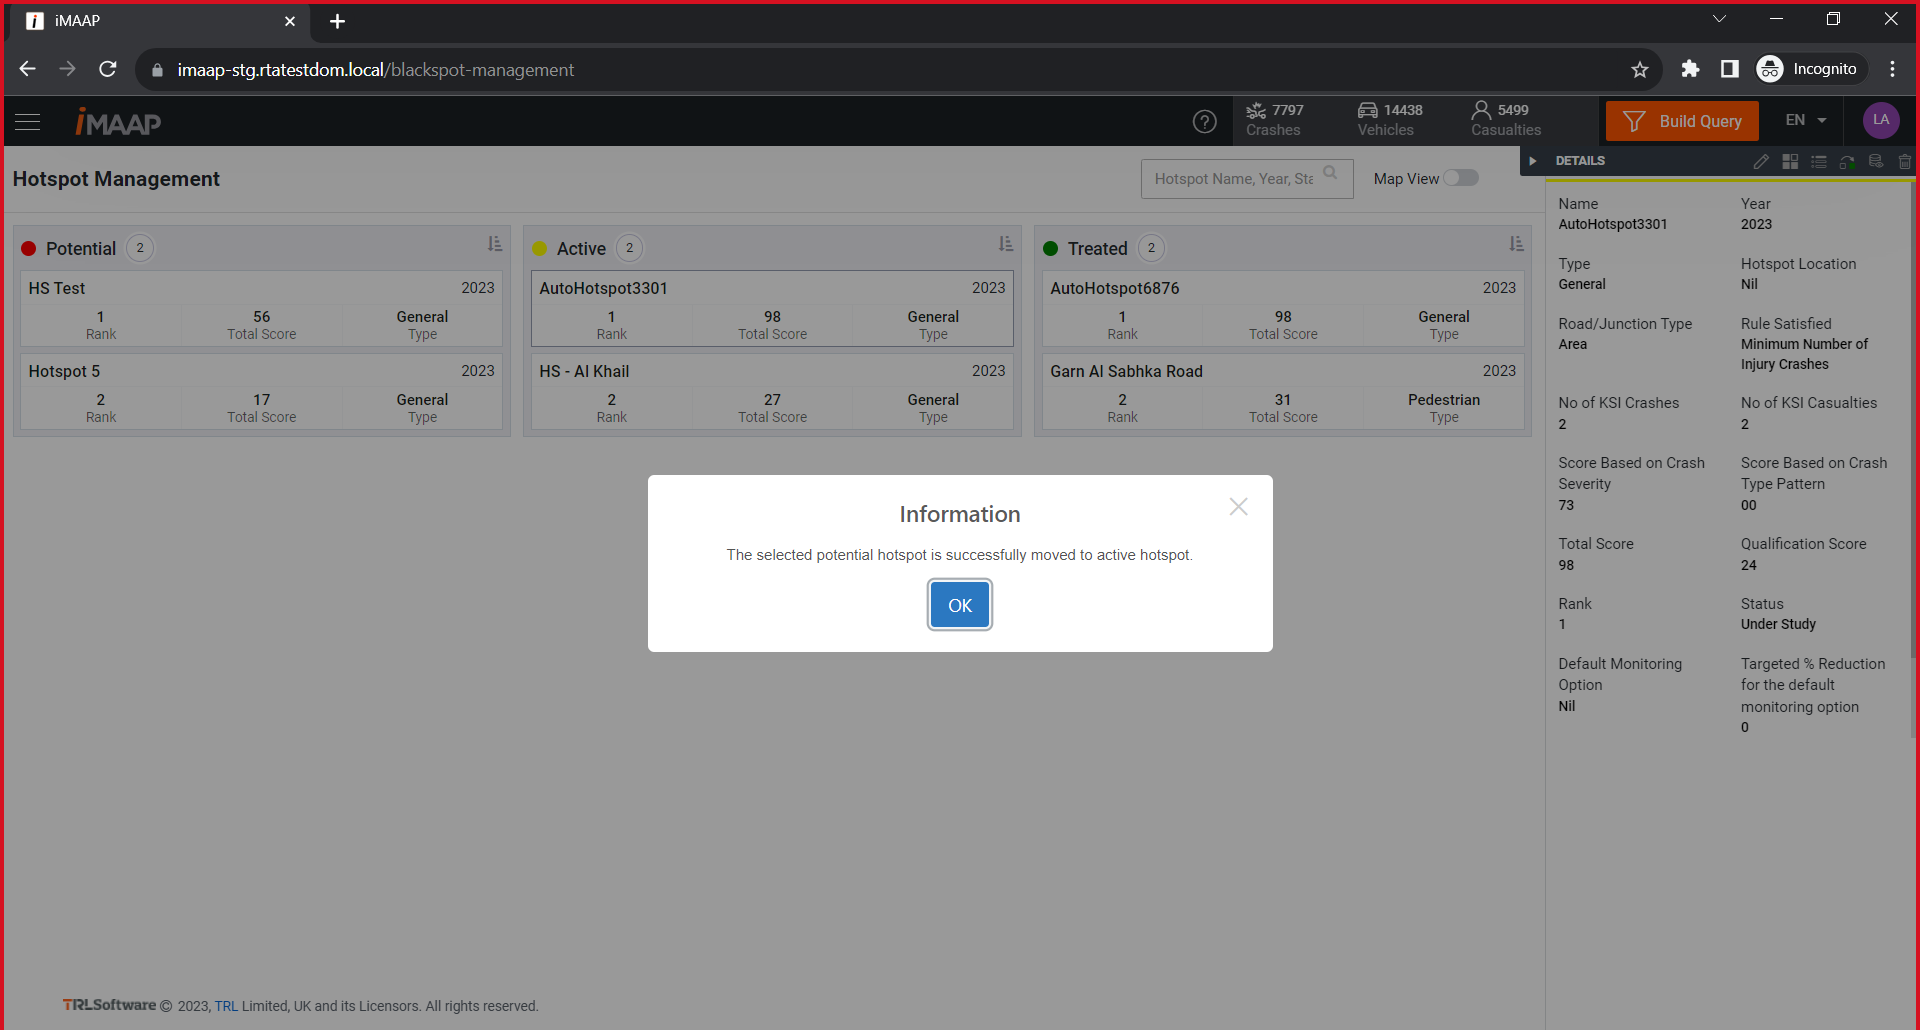 iMAAP
imaap-stg.rtatestdom.local/blackspot-management
Incognito
iMAAP
7797
Crashes
14438
Vehicles
5499
Casualties
Build Query
EN
LA
Hotspot Management
Hotspot Name, Year, Sta
Map View
DETAILS
Potential 2
HS Test 2023
1 56 General
Rank Total Score Type
Hotspot 5 2023
2 17 General
Rank Total Score Type
Active 2
AutoHotspot3301 2023
1 98 General
Rank Total Score Type
HS - Al Khail 2023
2 27 General
Rank Total Score Type
Treated 2
AutoHotspot6876 2023
1 98 General
Rank Total Score Type
Garn Al Sabhka Road 2023
2 31 Pedestrian
Rank Total Score Type
Name Year
AutoHotspot3301 2023
Type Hotspot Location
General Nil
Road/Junction Type Rule Satisfied
Area Minimum Number of
Injury Crashes
No of KSI Crashes No of KSI Casualties
2 2
Score Based on Crash Score Based on Crash
Severity Type Pattern
73 00
Total Score Qualification Score
98 24
Rank Status
1 Under Study
Default Monitoring Targeted % Reduction
Option for the default
Nil monitoring option
0
Information
The selected potential hotspot is successfully moved to active hotspot.
OK
TRLSoftware © 2023, TRL Limited, UK and its Licensors. All rights reserved.